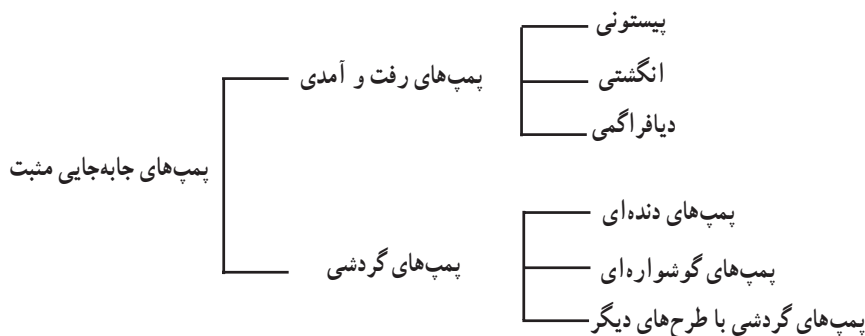 پمپ‌های جابه‌جایی مثبت
پمپ‌های رفت و آمدی
پیستونی
انگشتی
دیافراگمی
پمپ‌های گردشی
پمپ‌های دنده‌ای
پمپ‌های گوشواره‌ای
پمپ‌های گردشی با طرح‌های دیگر